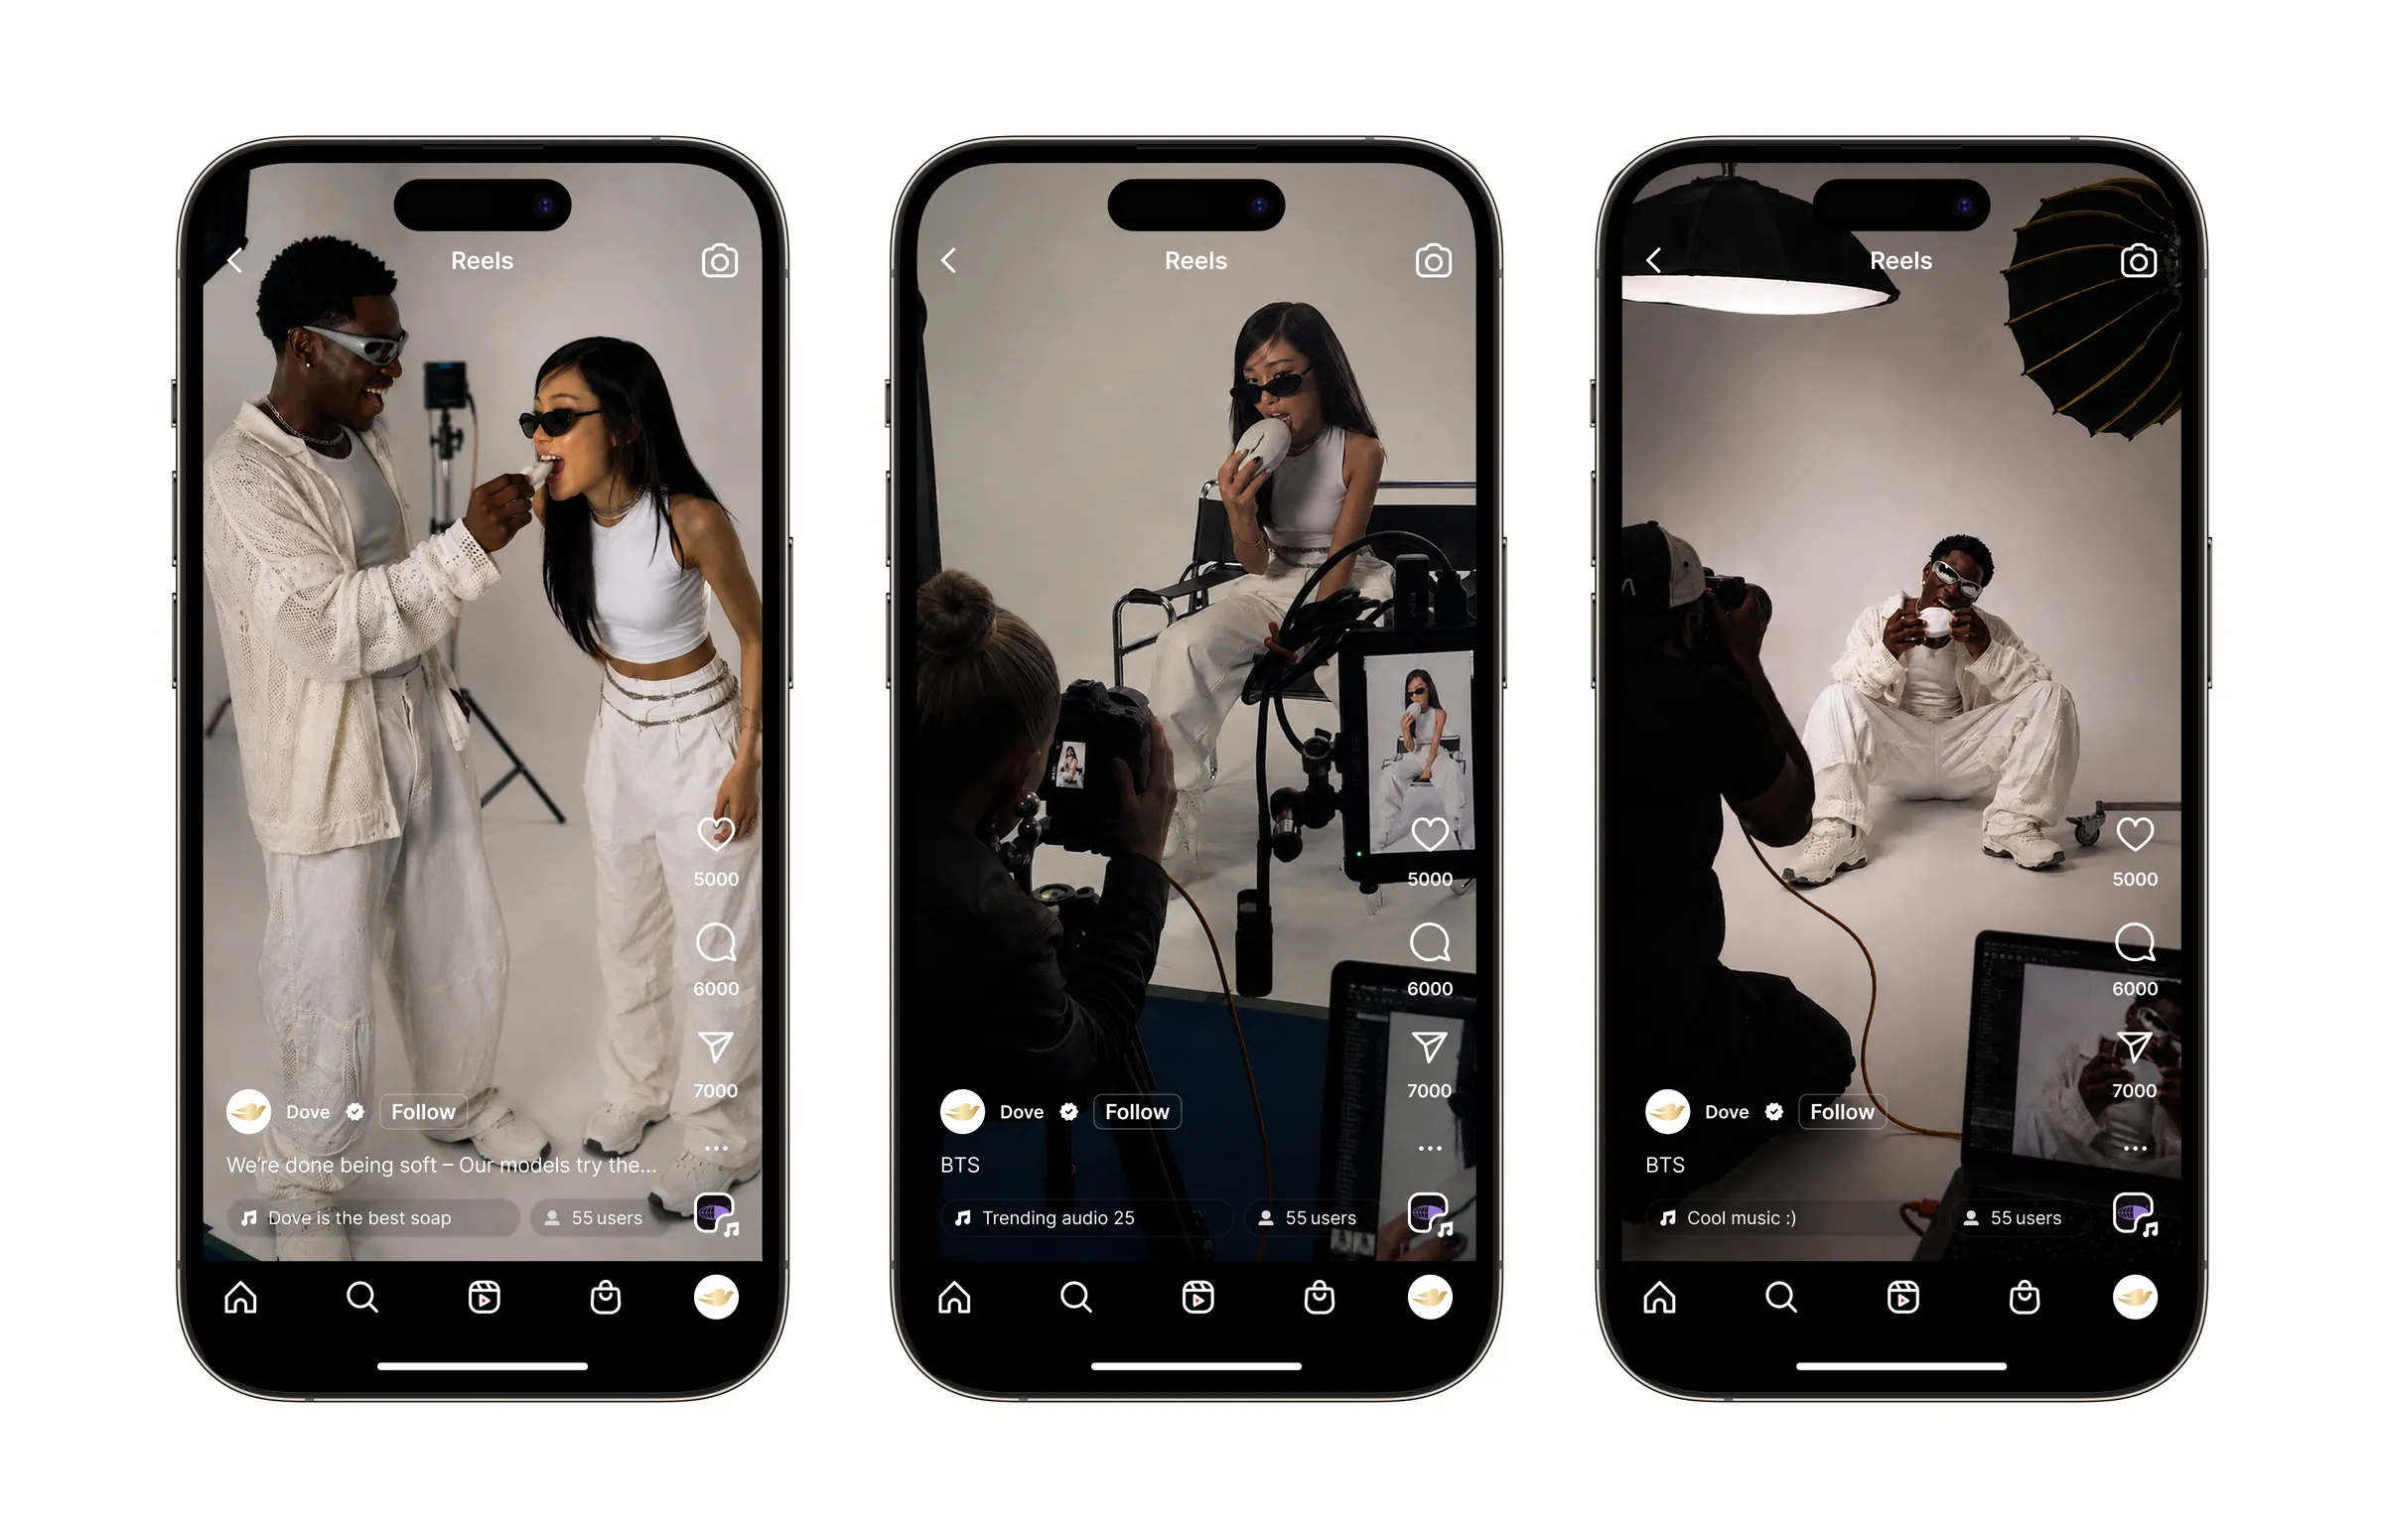 Reels
5000
6000
7000
Dove Follow
We're done being soft – Our models try the...
Dove is the best soap 55 users
Reels
5000
6000
7000
Dove Follow
BTS
Trending audio 25 55 users
Reels
5000
6000
7000
Dove Follow
BTS
Cool music :) 55 users